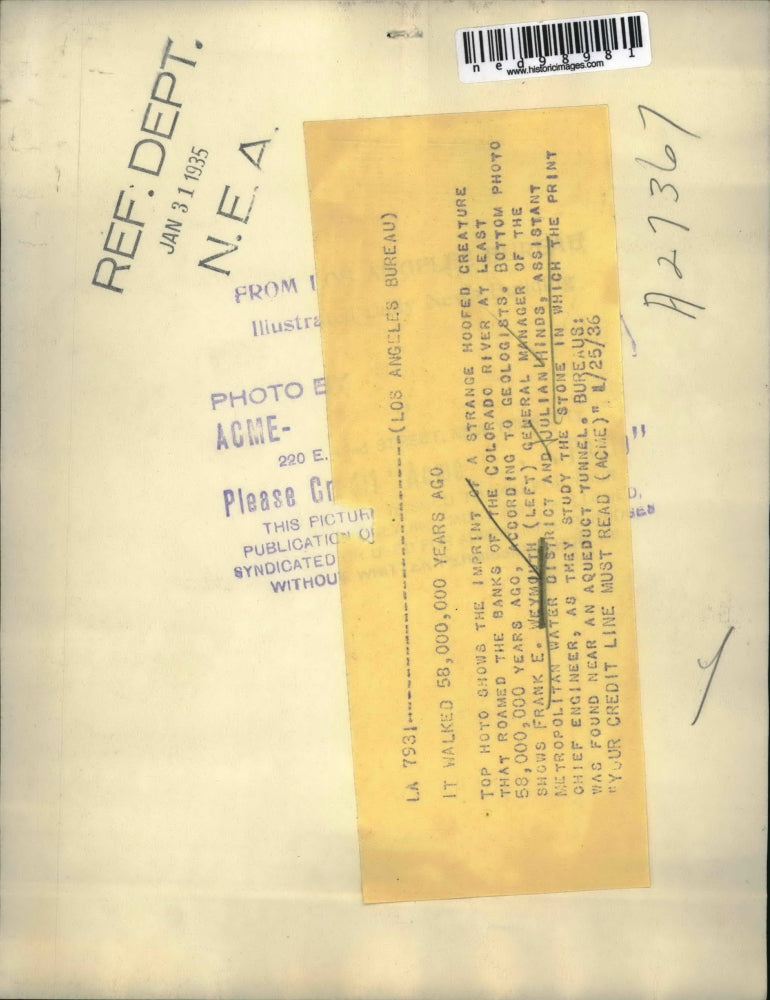 ned98981
www.historicimages.com
REF. DEPT.
JAN 31 1935
N.E.A.
A27367
FROM
Illustra
PHOTO
ACME-
220 E.
Please Cr
THIS PICTUR
PUBLICATION
SYNDICATED
WITHOU
LA 7931-----------------------(LOS ANGELES BUREAU)
IT WALKED 58,000,000 YEARS AGO
TOP HOTO SHOWS THE IMPRINT OF A STRANGE HOOFED CREATURE
THAT ROAMED THE BANKS OF THE COLORADO RIVER AT LEAST
58,000,000 YEARS AGO, ACCORDING TO GEOLOGISTS. BOTTOM PHOTO
SHOWS FRANK E. WEYMOUTH (LEFT) GENERAL MANAGER OF THE
METROPOLITAN WATER DISTRICT AND JULIAN HINDS, ASSISTANT
CHIEF ENGINEER, AS THEY STUDY THE STONE IN WHICH THE PRINT
WAS FOUND NEAR AN AQUEDUCT TUNNEL. BUREAUS:
"YOUR CREDIT LINE MUST READ (ACME)" /25/36